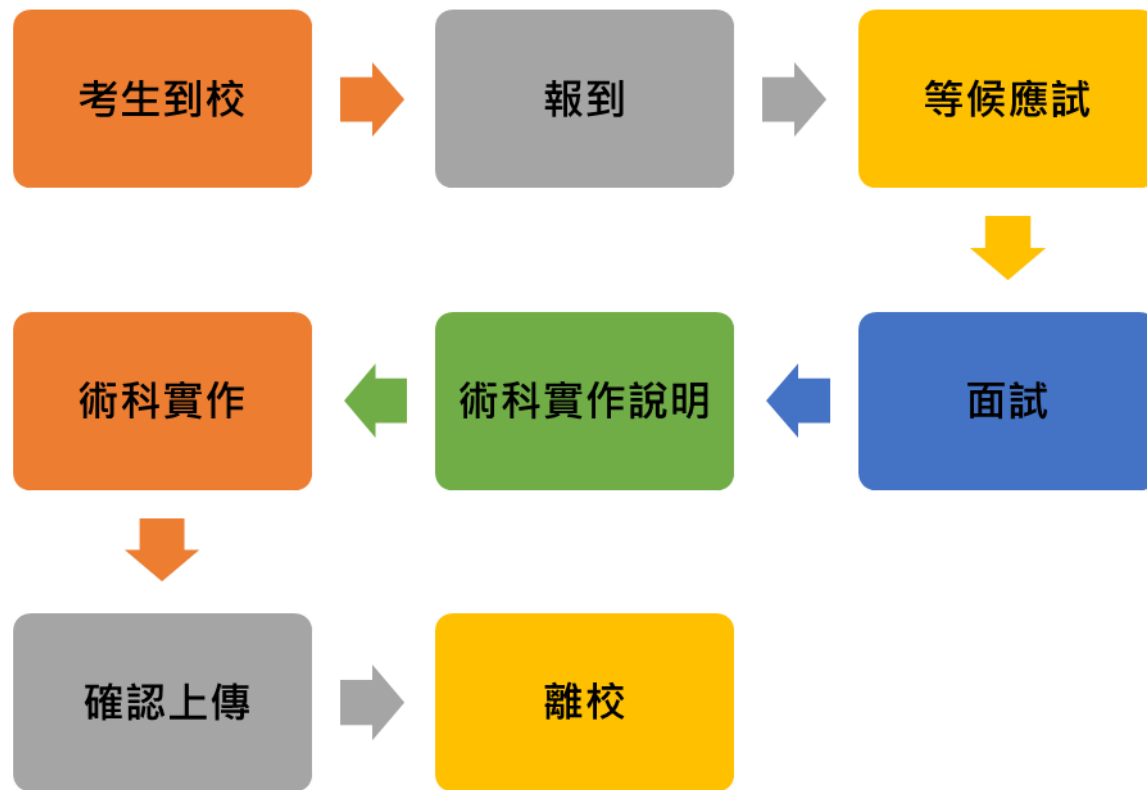 考生到校
報到
等候應試
面試
術科實作說明
術科實作
確認上傳
離校